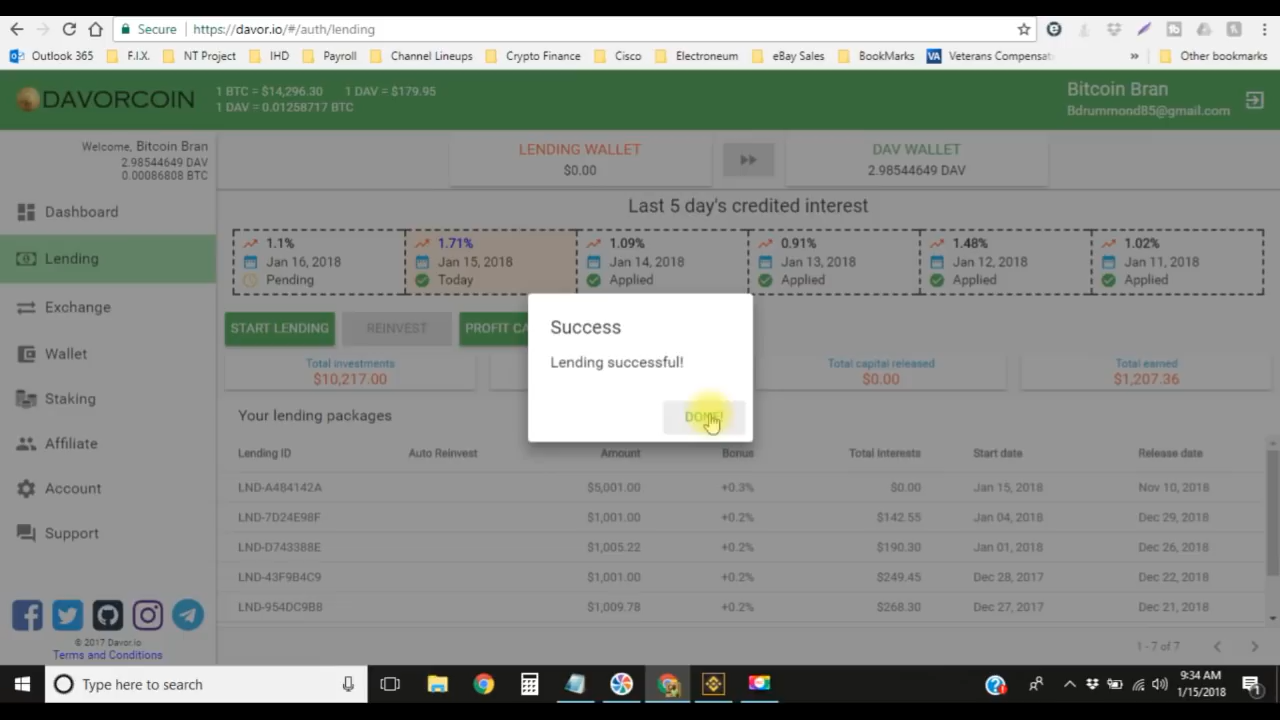 Secure https://davor.io/#/auth/lending
Outlook 365 F.I.X. NT Project IHD Payroll Channel Lineups Crypto Finance Cisco Electroneum eBay Sales BookMarks VA Veterans Compensat » Other bookmarks
DAVORCOIN
1 BTC = $14,296.30 1 DAV = $179.95
1 DAV = 0.01258717 BTC
Bitcoin Bran
Bdrummond85@gmail.com
Welcome, Bitcoin Bran
2.98544649 DAV
0.00086808 BTC
LENDING WALLET
$0.00
DAV WALLET
2.98544649 DAV
Dashboard
Lending
Exchange
Wallet
Staking
Affiliate
Account
Support
© 2017 Davor.io
Terms and Conditions
Last 5 day's credited interest
1.1% 1.71% 1.09% 0.91% 1.48% 1.02%
Jan 16, 2018 Jan 15, 2018 Jan 14, 2018 Jan 13, 2018 Jan 12, 2018 Jan 11, 2018
Pending Today Applied Applied Applied Applied
START LENDING REINVEST PROFIT CA
Total investments
$10,217.00
Total capital released
$0.00
Total earned
$1,207.36
Success
Lending successful!
DONE!
Your lending packages
Lending ID Auto Reinvest Amount Bonus Total Interests Start date Release date
LND-A484142A $5,001.00 +0.3% $0.00 Jan 15, 2018 Nov 10, 2018
LND-7D24E98F $1,001.00 +0.2% $142.55 Jan 04, 2018 Dec 29, 2018
LND-D743388E $1,005.22 +0.2% $190.30 Jan 01, 2018 Dec 26, 2018
LND-43F9B4C9 $1,001.00 +0.2% $249.45 Dec 28, 2017 Dec 22, 2018
LND-954DC9B8 $1,009.78 +0.2% $268.30 Dec 27, 2017 Dec 21, 2018
1 - 7 of 7
Type here to search
9:34 AM
1/15/2018